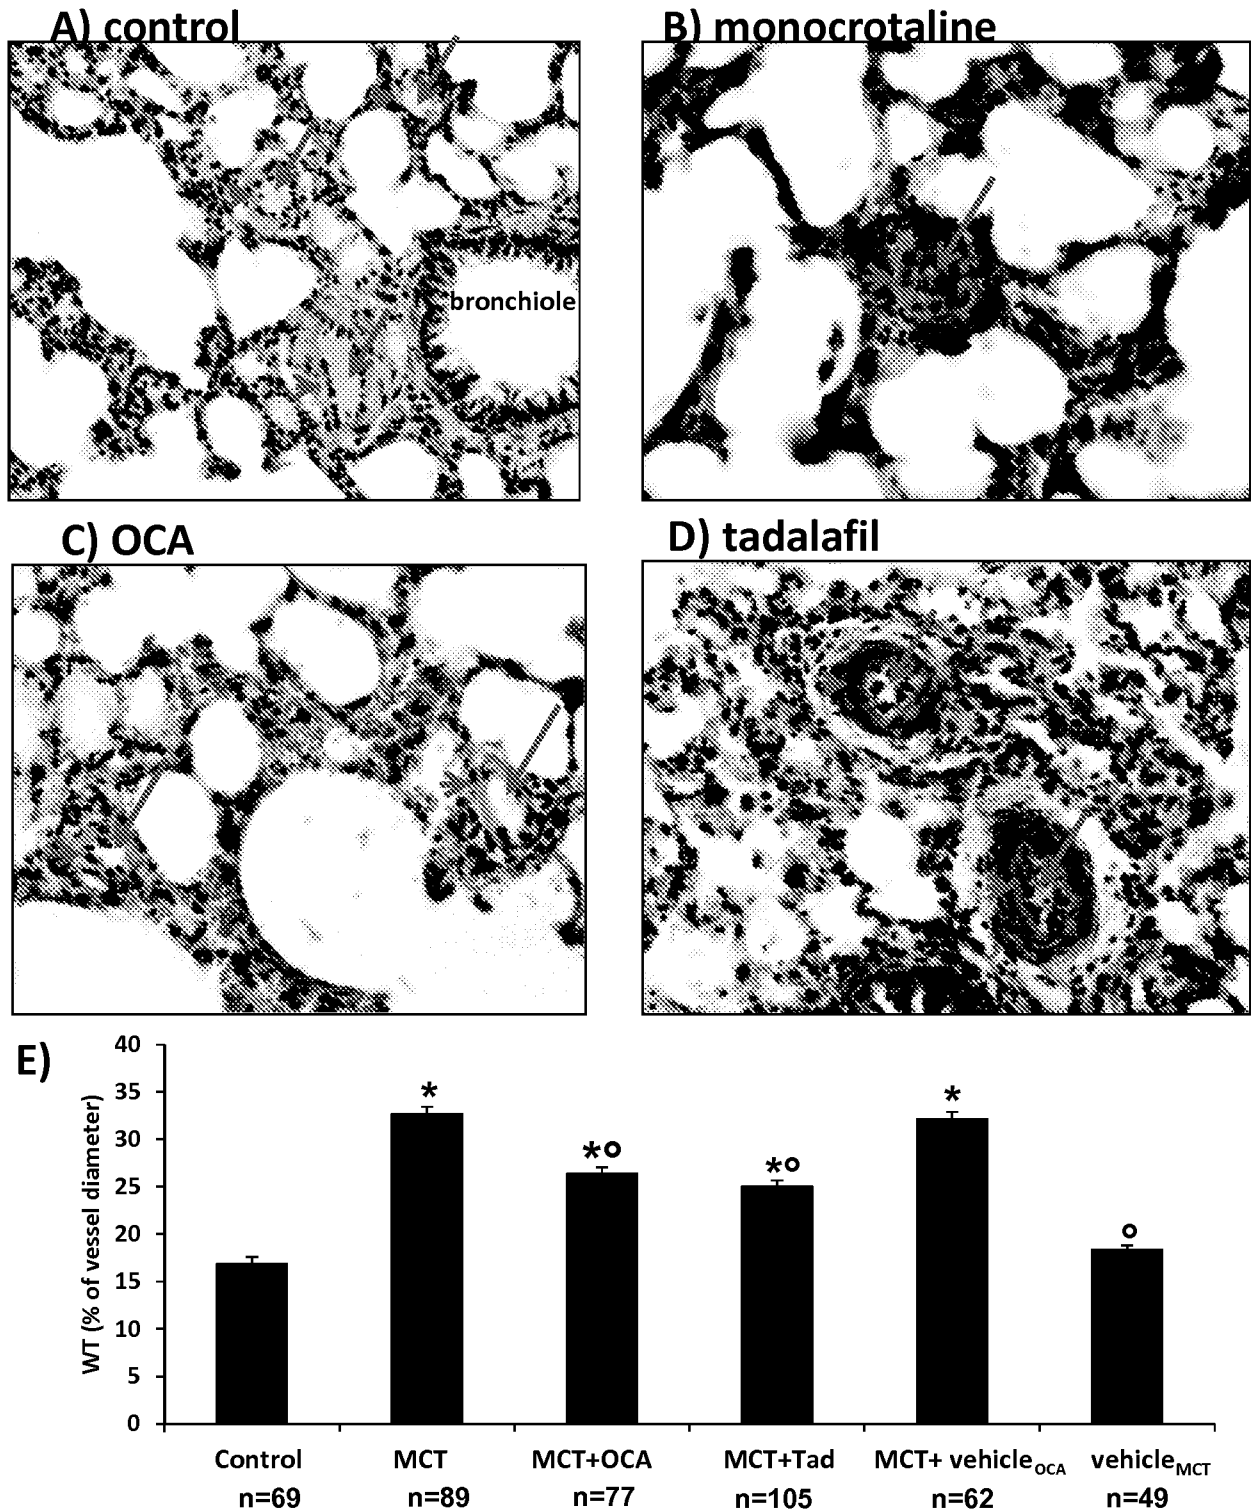 A) control
B) monocrotaline
bronchiole
C) OCA
D) tadalafil
E)
WT (% of vessel diameter)
40
35
30
25
20
15
10
5
0
*
*°
*°
*
°
Control MCT MCT+OCA MCT+Tad MCT+ vehicleOCA vehicleMCT
n=69 n=89 n=77 n=105 n=62 n=49